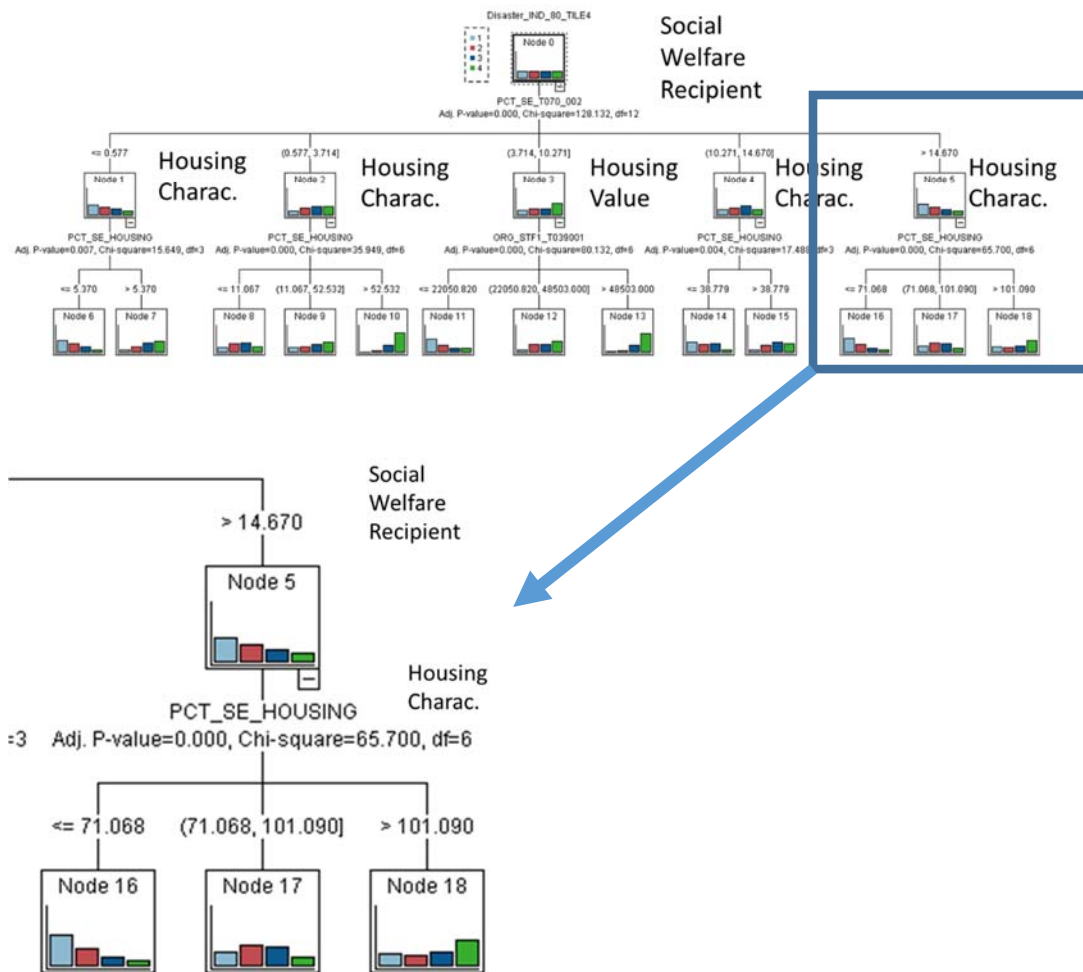 Disaster_IND_80_TILE4
1
2
3
4
Node 0
Social
Welfare
Recipient
PCT_SE_T070_002
Adj. P-value=0.000, Chi-square=128.132, df=12
<= 0.577
(0.577, 3.714]
(3.714, 10.271]
(10.271, 14.670]
> 14.670
Node 1
Housing
Charac.
Node 2
Housing
Charac.
Node 3
Housing
Value
Node 4
Housing
Charac.
Node 5
Housing
Charac.
PCT_SE_HOUSING
Adj. P-value=0.007, Chi-square=15.649, df=3
PCT_SE_HOUSING
Adj. P-value=0.000, Chi-square=35.949, df=6
ORG_STF1_T039001
Adj. P-value=0.000, Chi-square=80.132, df=6
PCT_SE_HOUSING
Adj. P-value=0.004, Chi-square=17.488, df=3
PCT_SE_HOUSING
Adj. P-value=0.000, Chi-square=65.700, df=6
<= 5.370
> 5.370
<= 11.067
(11.067, 52.532]
> 52.532
<= 22050.820
(22050.820, 48503.000]
> 48503.000
<= 38.779
> 38.779
<= 71.068
(71.068, 101.090]
> 101.090
Node 6
Node 7
Node 8
Node 9
Node 10
Node 11
Node 12
Node 13
Node 14
Node 15
Node 16
Node 17
Node 18
Social
Welfare
Recipient
> 14.670
Node 5
Housing
Charac.
PCT_SE_HOUSING
=3 Adj. P-value=0.000, Chi-square=65.700, df=6
<= 71.068
(71.068, 101.090]
> 101.090
Node 16
Node 17
Node 18